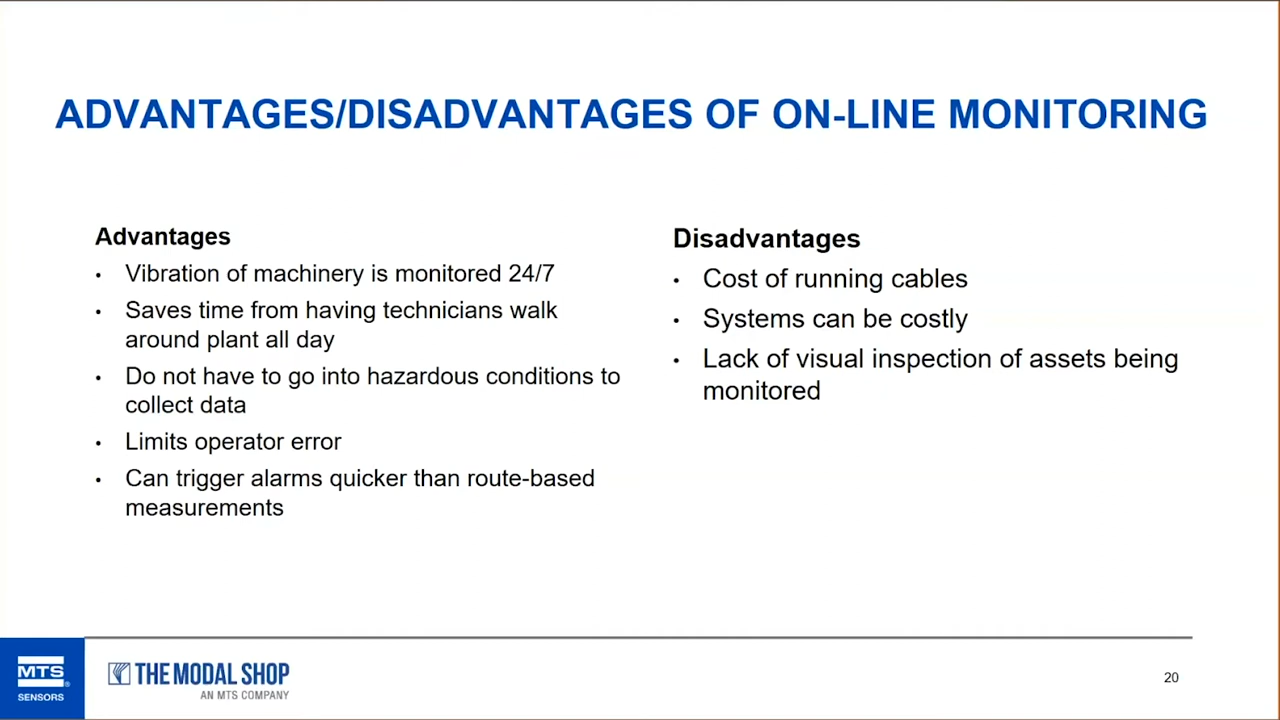 ADVANTAGES/DISADVANTAGES OF ON-LINE MONITORING
Advantages
• Vibration of machinery is monitored 24/7
• Saves time from having technicians walk
around plant all day
• Do not have to go into hazardous conditions to
collect data
• Limits operator error
• Can trigger alarms quicker than route-based
measurements
Disadvantages
• Cost of running cables
• Systems can be costly
• Lack of visual inspection of assets being
monitored
MTS®
SENSORS
THE MODAL SHOP
AN MTS COMPANY
20